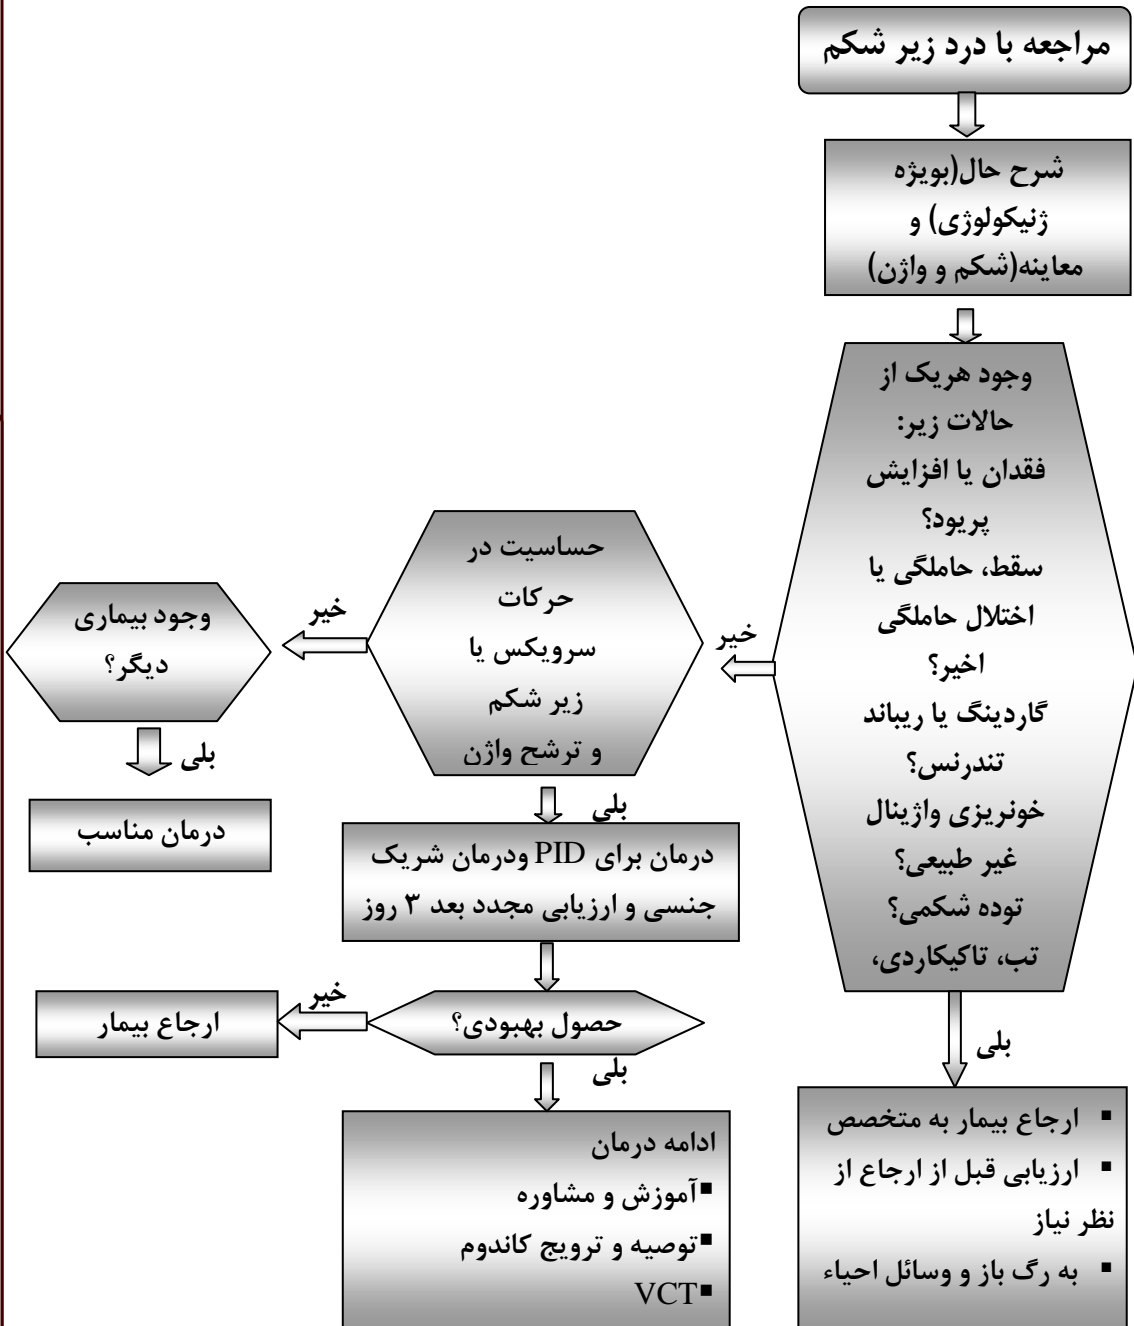 مراجعه با درد زیر شکم
شرح حال(بویژه
ژنیکولوژی) و
معاینه(شکم و واژن)
وجود هریک از
حالات زیر:
فقدان یا افزایش
پریود؟
سقط، حاملگی یا
اختلال حاملگی
اخیر؟
گاردینگ یا ریباند
تندرنس؟
خونریزی واژینال
غیر طبیعی؟
توده شکمی؟
تب، تاکیکاردی،
خیر
حساسیت در
حرکات
سرویکس یا
زیر شکم
و ترشح واژن
خیر
وجود بیماری
دیگر؟
بلی
درمان مناسب
بلی
درمان برای PID ودرمان شریک
جنسی و ارزیابی مجدد بعد ۳ روز
حصول بهبودی؟
خیر
ارجاع بیمار
بلی
ادامه درمان
▪آموزش و مشاوره
▪توصیه و ترویج کاندوم
▪VCT
بلی
▪ ارجاع بیمار به متخصص
▪ ارزیابی قبل از ارجاع از
نظر نیاز
▪ به رگ باز و وسائل احیاء